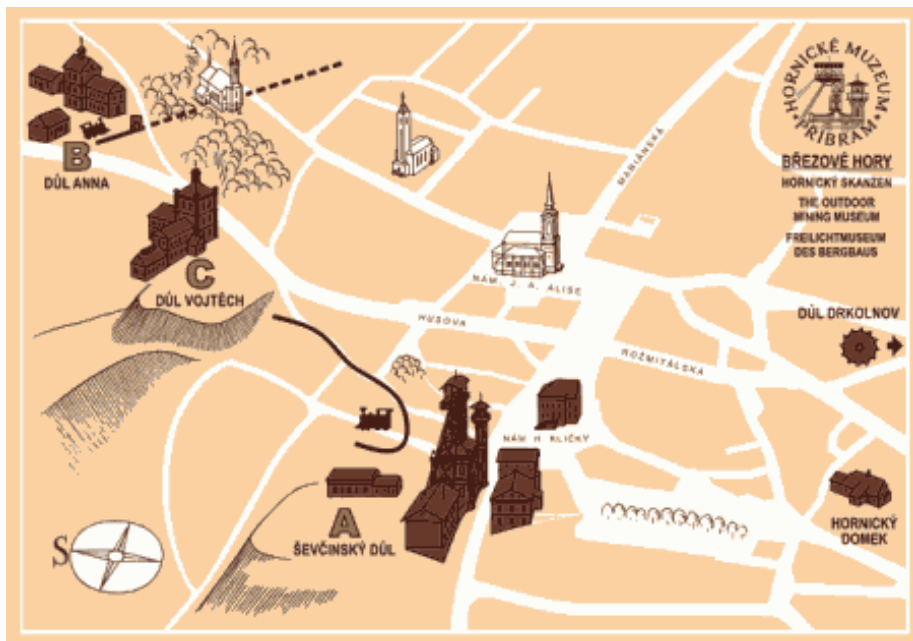 HORNICKÉ MUZEUM
PŘÍBRAM
BŘEZOVÉ HORY
HORNICKÝ SKANZEN
THE OUTDOOR
MINING MUSEUM
FREILICHTMUSEUM
DES BERGBAUS
B
DŮL ANNA
MARIÁNSKÁ
C
DŮL VOJTĚCH
NÁM. J. A. ALISE
HUSOVA
ROŽMITÁLSKÁ
DŮL DRKOLNOV
NÁM H KLIČKY
A
ŠEVČINSKÝ DŮL
HORNICKÝ
DOMEK
S